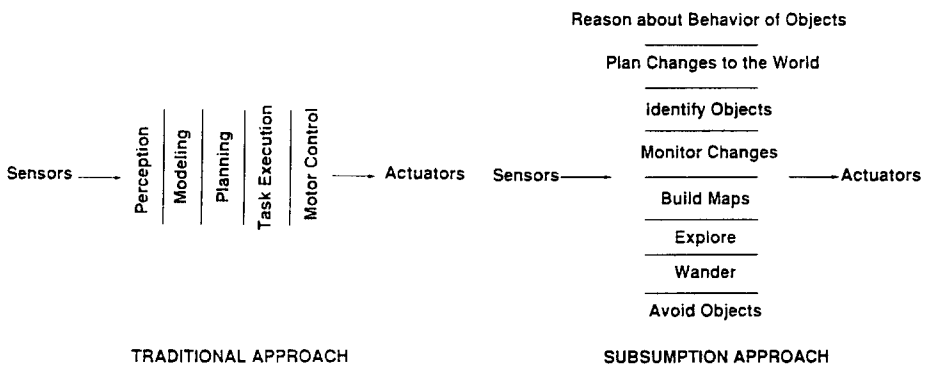 Sensors
Perception
Modeling
Planning
Task Execution
Motor Control
Actuators
TRADITIONAL APPROACH
Reason about Behavior of Objects
Plan Changes to the World
Identify Objects
Monitor Changes
Sensors
Actuators
Build Maps
Explore
Wander
Avoid Objects
SUBSUMPTION APPROACH